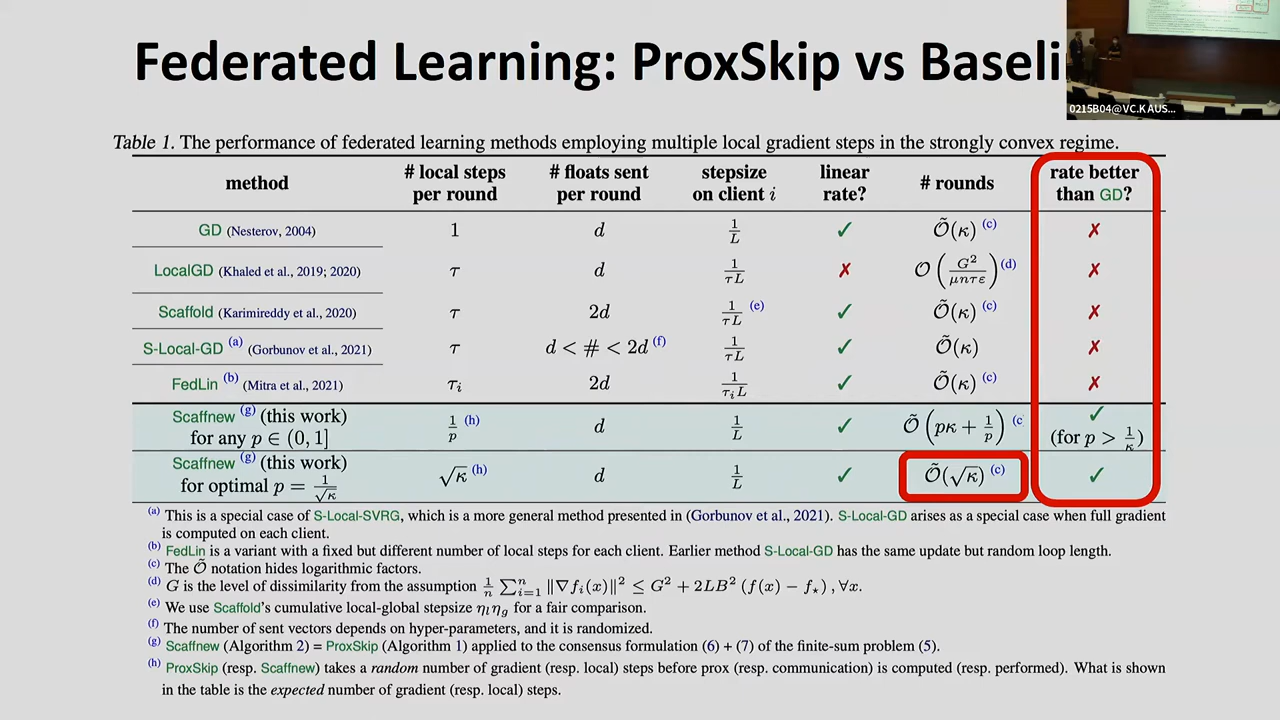 Federated Learning: ProxSkip vs Baseli
0215B04@VC.KAUS...
Table 1. The performance of federated learning methods employing multiple local gradient steps in the strongly convex regime.
method | # local steps per round | # floats sent per round | stepsize on client i | linear rate? | # rounds | rate better than GD?
GD (Nesterov, 2004) | 1 | d | 1/L | ✓ | Õ(κ) (c) | ✗
LocalGD (Khaled et al., 2019; 2020) | τ | d | 1/(τL) | ✗ | O(G²/(μnτε)) (d) | ✗
Scaffold (Karimireddy et al., 2020) | τ | 2d | 1/(τL) (e) | ✓ | Õ(κ) (c) | ✗
S-Local-GD (a) (Gorbunov et al., 2021) | τ | d < # < 2d (f) | 1/(τL) | ✓ | Õ(κ) | ✗
FedLin (b) (Mitra et al., 2021) | τᵢ | 2d | 1/(τᵢL) | ✓ | Õ(κ) (c) | ✗
Scaffnew (g) (this work) for any p ∈ (0, 1] | 1/p (h) | d | 1/L | ✓ | Õ(pκ + 1/p) (c | ✓ (for p > 1/κ)
Scaffnew (g) (this work) for optimal p = 1/√κ | √κ (h) | d | 1/L | ✓ | Õ(√κ) (c) | ✓
(a) This is a special case of S-Local-SVRG, which is a more general method presented in (Gorbunov et al., 2021). S-Local-GD arises as a special case when full gradient
is computed on each client.
(b) FedLin is a variant with a fixed but different number of local steps for each client. Earlier method S-Local-GD has the same update but random loop length.
(c) The Õ notation hides logarithmic factors.
(d) G is the level of dissimilarity from the assumption 1/n ∑ⁿᵢ₌₁ ‖∇fᵢ(x)‖² ≤ G² + 2LB² (f(x) − f⋆), ∀x.
(e) We use Scaffold's cumulative local-global stepsize ηₗη_g for a fair comparison.
(f) The number of sent vectors depends on hyper-parameters, and it is randomized.
(g) Scaffnew (Algorithm 2) = ProxSkip (Algorithm 1) applied to the consensus formulation (6) + (7) of the finite-sum problem (5).
(h) ProxSkip (resp. Scaffnew) takes a random number of gradient (resp. local) steps before prox (resp. communication) is computed (resp. performed). What is shown
in the table is the expected number of gradient (resp. local) steps.